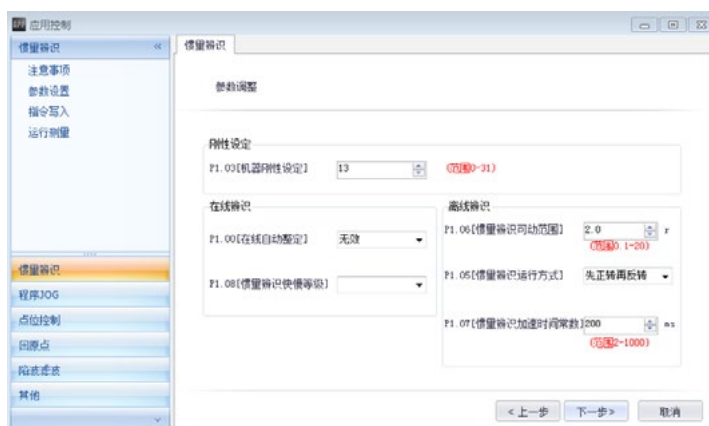 应用控制
惯量辨识 «
注意事项
参数设置
指令写入
运行测量
惯量辨识
程序JOG
点位控制
回原点
陷波虑波
其他
惯量辨识
参数调整
刚性设定
P1.03[机器刚性设定] 13 (范围0-31)
在线辨识
P1.00[在线自动整定] 无效
P1.08[惯量辨识快慢等级]
离线辨识
P1.06[惯量辨识可动范围] 2.0 r
(范围0.1-20)
P1.05[惯量辨识运行方式] 先正转再反转
P1.07[惯量辨识加速时间常数] 200 ms
(范围2-1000)
<上一步 下一步> 取消